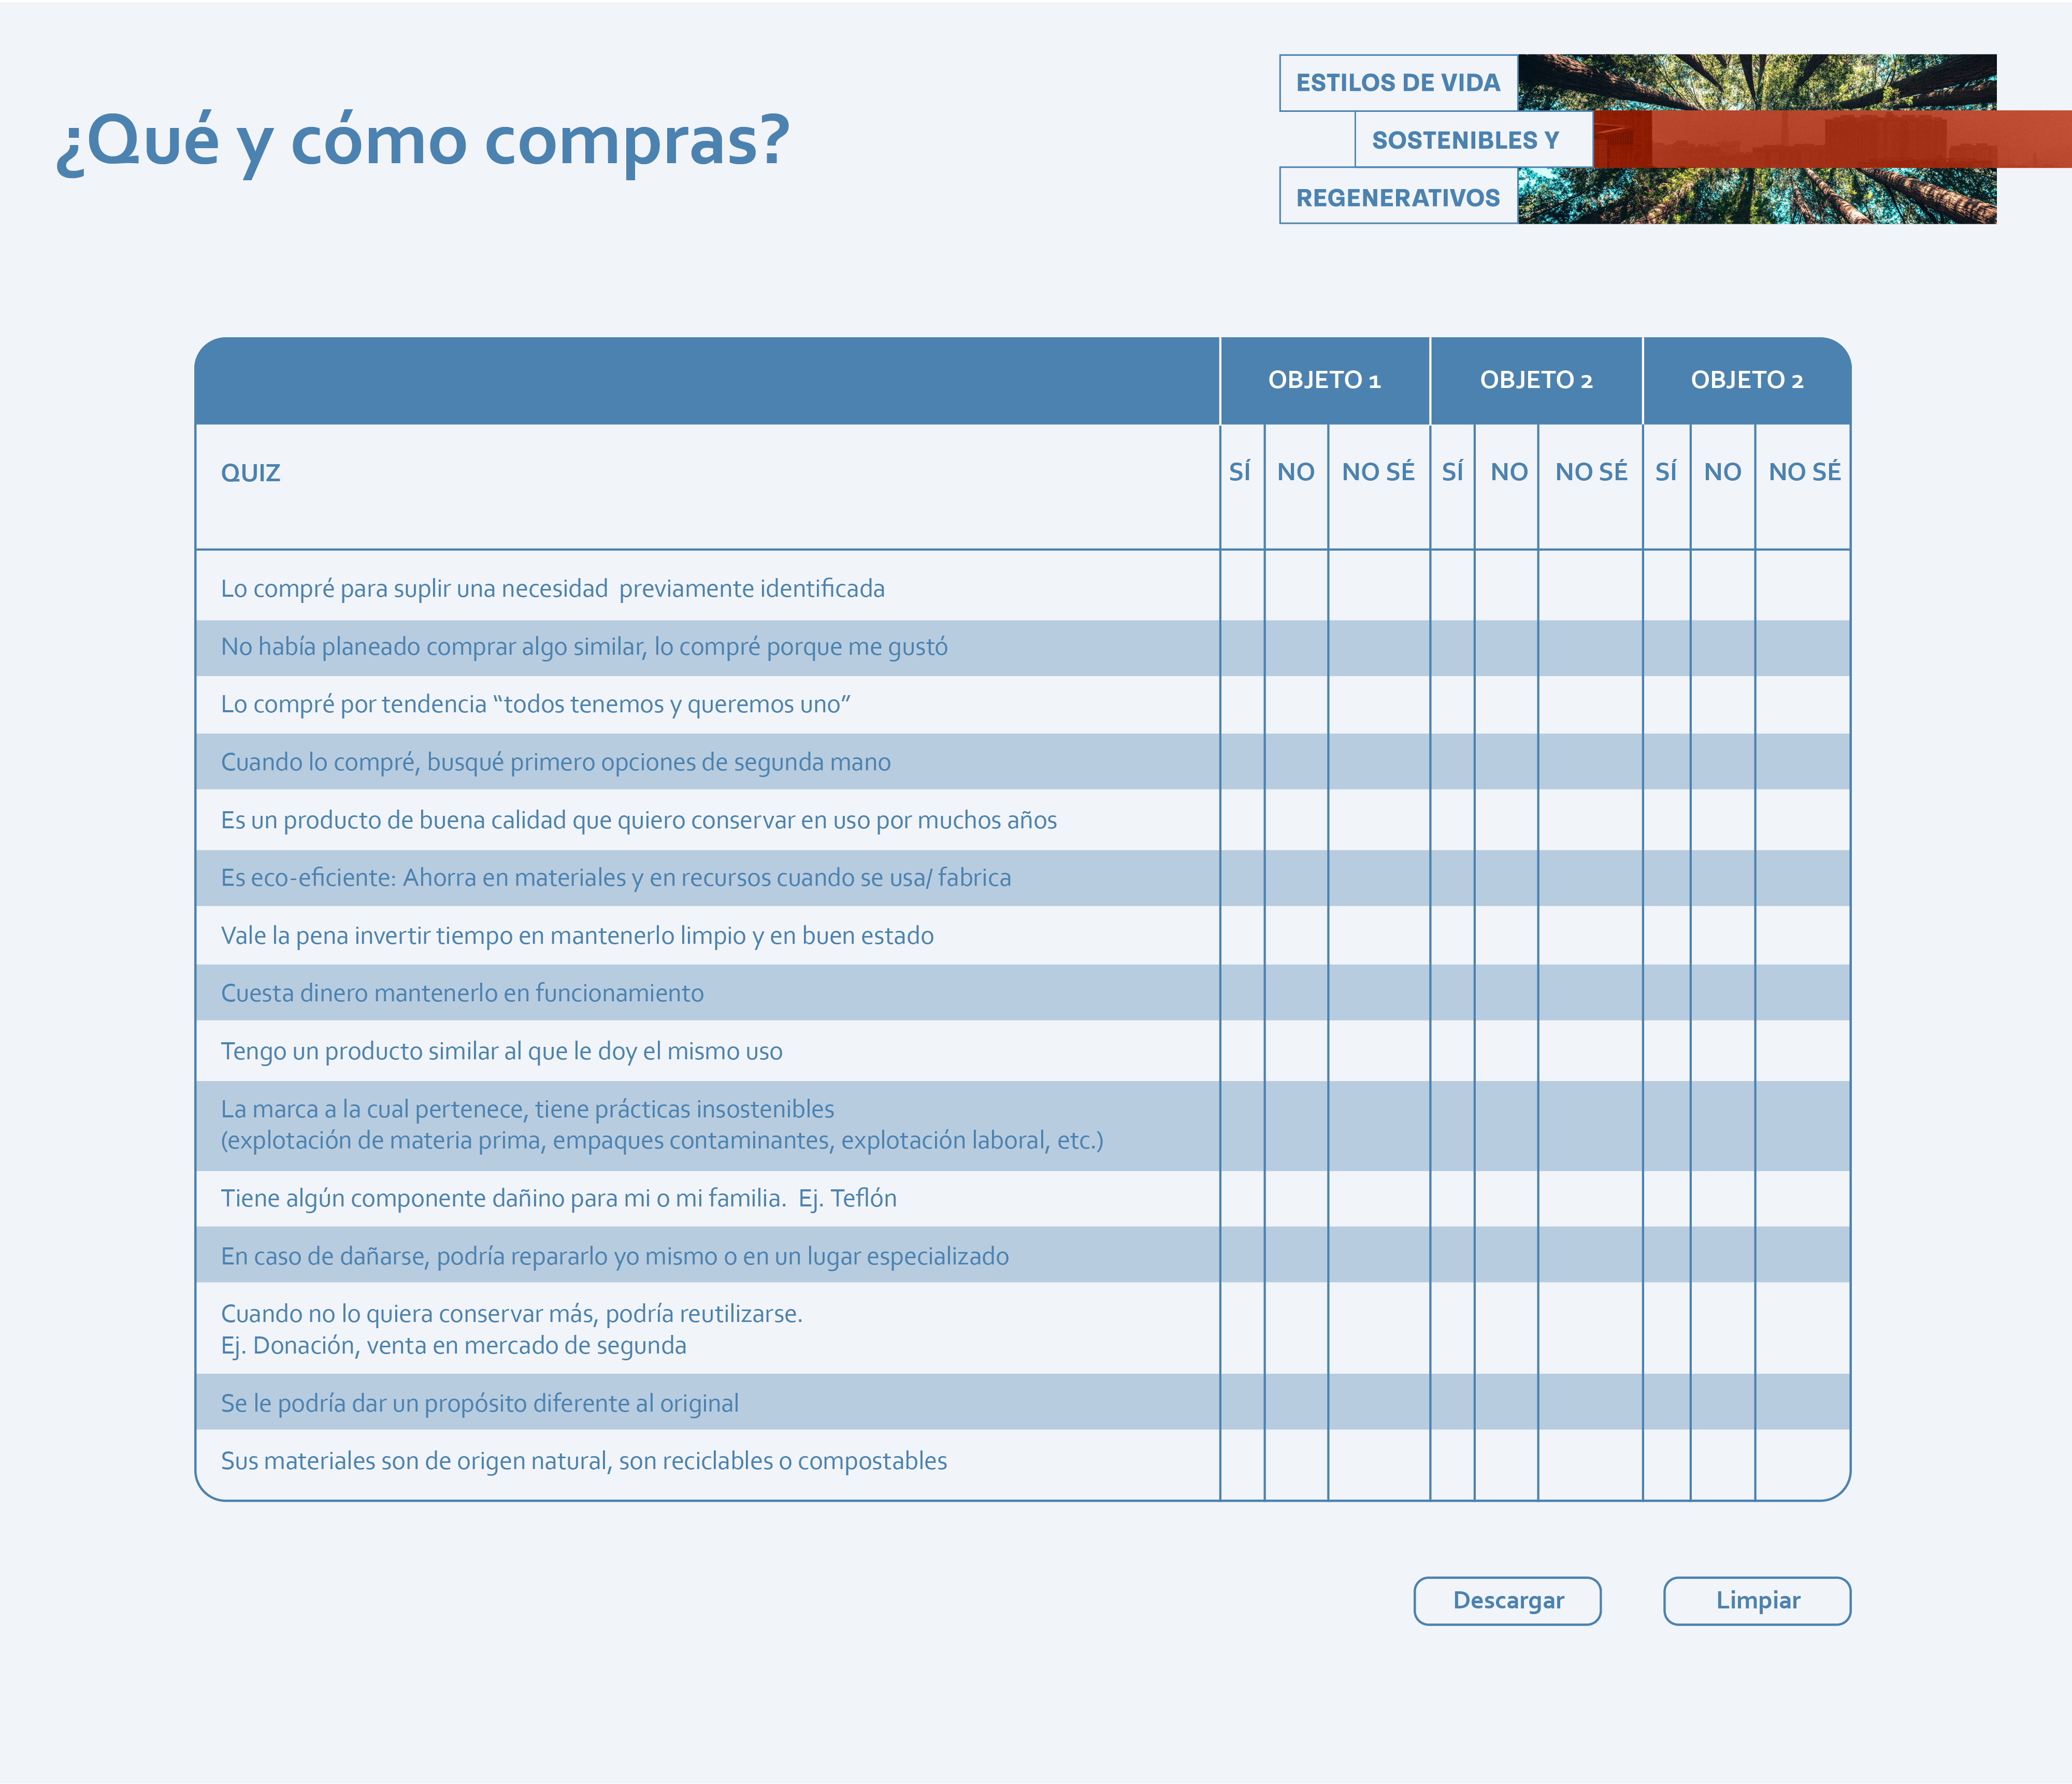 ¿Qué y cómo compras?
ESTILOS DE VIDA
SOSTENIBLES Y
REGENERATIVOS
OBJETO 1 OBJETO 2 OBJETO 2
QUIZ SÍ NO NO SÉ SÍ NO NO SÉ SÍ NO NO SÉ
Lo compré para suplir una necesidad previamente identificada
No había planeado comprar algo similar, lo compré porque me gustó
Lo compré por tendencia “todos tenemos y queremos uno”
Cuando lo compré, busqué primero opciones de segunda mano
Es un producto de buena calidad que quiero conservar en uso por muchos años
Es eco-eficiente: Ahorra en materiales y en recursos cuando se usa/ fabrica
Vale la pena invertir tiempo en mantenerlo limpio y en buen estado
Cuesta dinero mantenerlo en funcionamiento
Tengo un producto similar al que le doy el mismo uso
La marca a la cual pertenece, tiene prácticas insostenibles
(explotación de materia prima, empaques contaminantes, explotación laboral, etc.)
Tiene algún componente dañino para mi o mi familia. Ej. Teflón
En caso de dañarse, podría repararlo yo mismo o en un lugar especializado
Cuando no lo quiera conservar más, podría reutilizarse.
Ej. Donación, venta en mercado de segunda
Se le podría dar un propósito diferente al original
Sus materiales son de origen natural, son reciclables o compostables
Descargar Limpiar